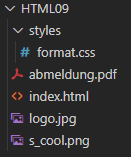 HTML09
styles
format.css
abmeldung.pdf
index.html
logo.jpg
s_cool.png